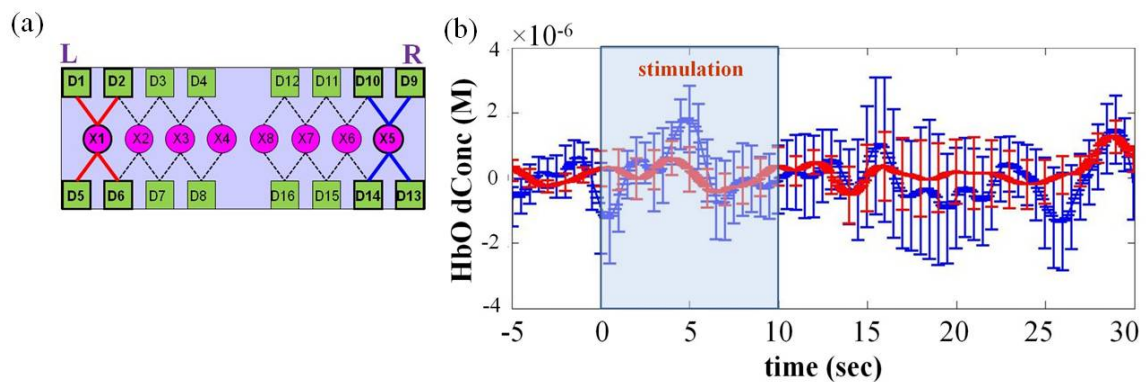 (a)
L R
D1 D2 D3 D4 D12 D11 D10 D9
X1 X2 X3 X4 X8 X7 X6 X5
D5 D6 D7 D8 D16 D15 D14 D13
(b)
×10-6
stimulation
HbO dConc (M)
4
2
0
-2
-4
-5 0 5 10 15 20 25 30
time (sec)